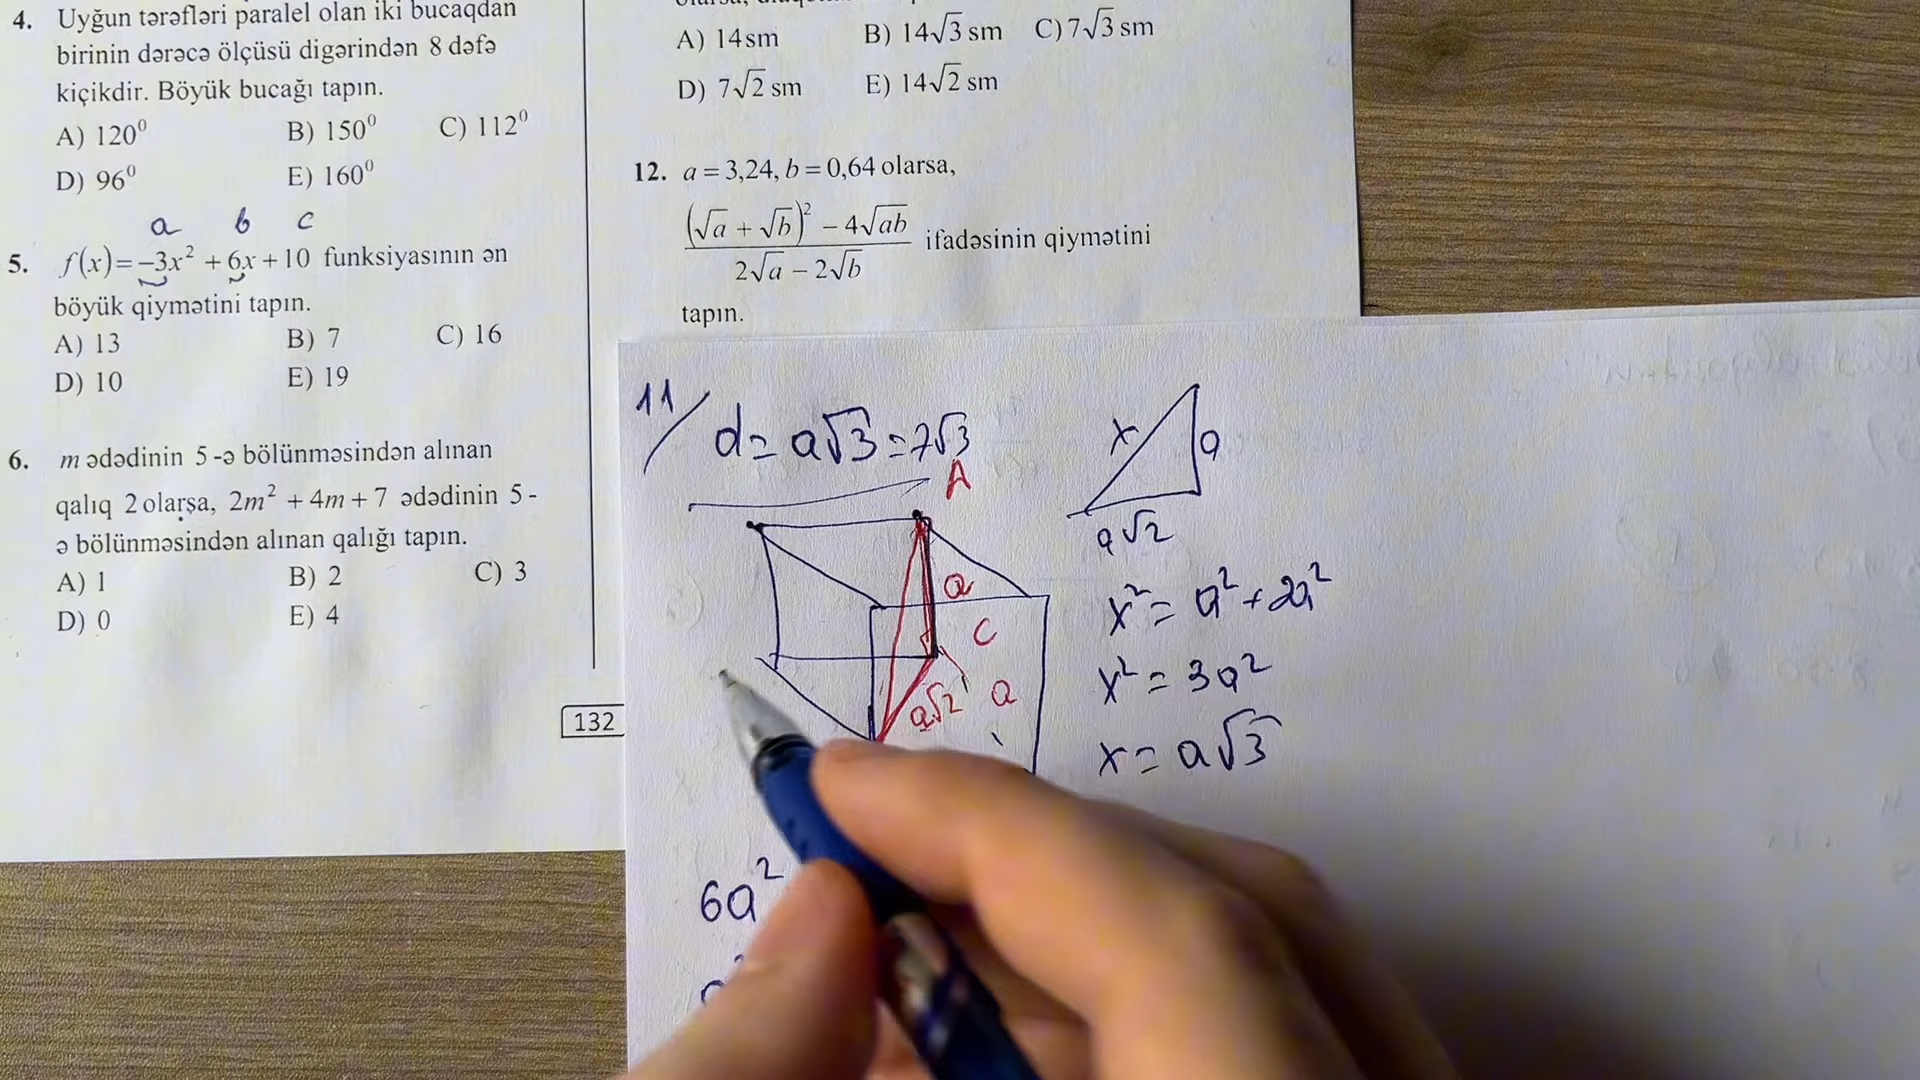 4. Uyğun tərəfləri paralel olan iki bucaqdan
birinin dərəcə ölçüsü digərindən 8 dəfə
kiçikdir. Böyük bucağı tapın.
A) 120⁰ B) 150⁰ C) 112⁰
D) 96⁰ E) 160⁰
a b c
5. f(x)=−3x² + 6x + 10 funksiyasının ən
böyük qiymətini tapın.
A) 13 B) 7 C) 16
D) 10 E) 19
6. m ədədinin 5 -ə bölünməsindən alınan
qalıq 2 olarşa, 2m² + 4m + 7 ədədinin 5 -
ə bölünməsindən alınan qalığı tapın.
A) 1 B) 2 C) 3
D) 0 E) 4
132
A) 14sm B) 14√3 sm C) 7√3 sm
D) 7√2 sm E) 14√2 sm
12. a = 3,24, b = 0,64 olarsa,
(√a + √b)² − 4√ab
2√a − 2√b
ifadəsinin qiymətini
tapın.
11/ d = a√3 = 7√3
A
a
C
a√2 a
x a
a√2
x² = a² + 2a²
x² = 3a²
x = a√3
6a²